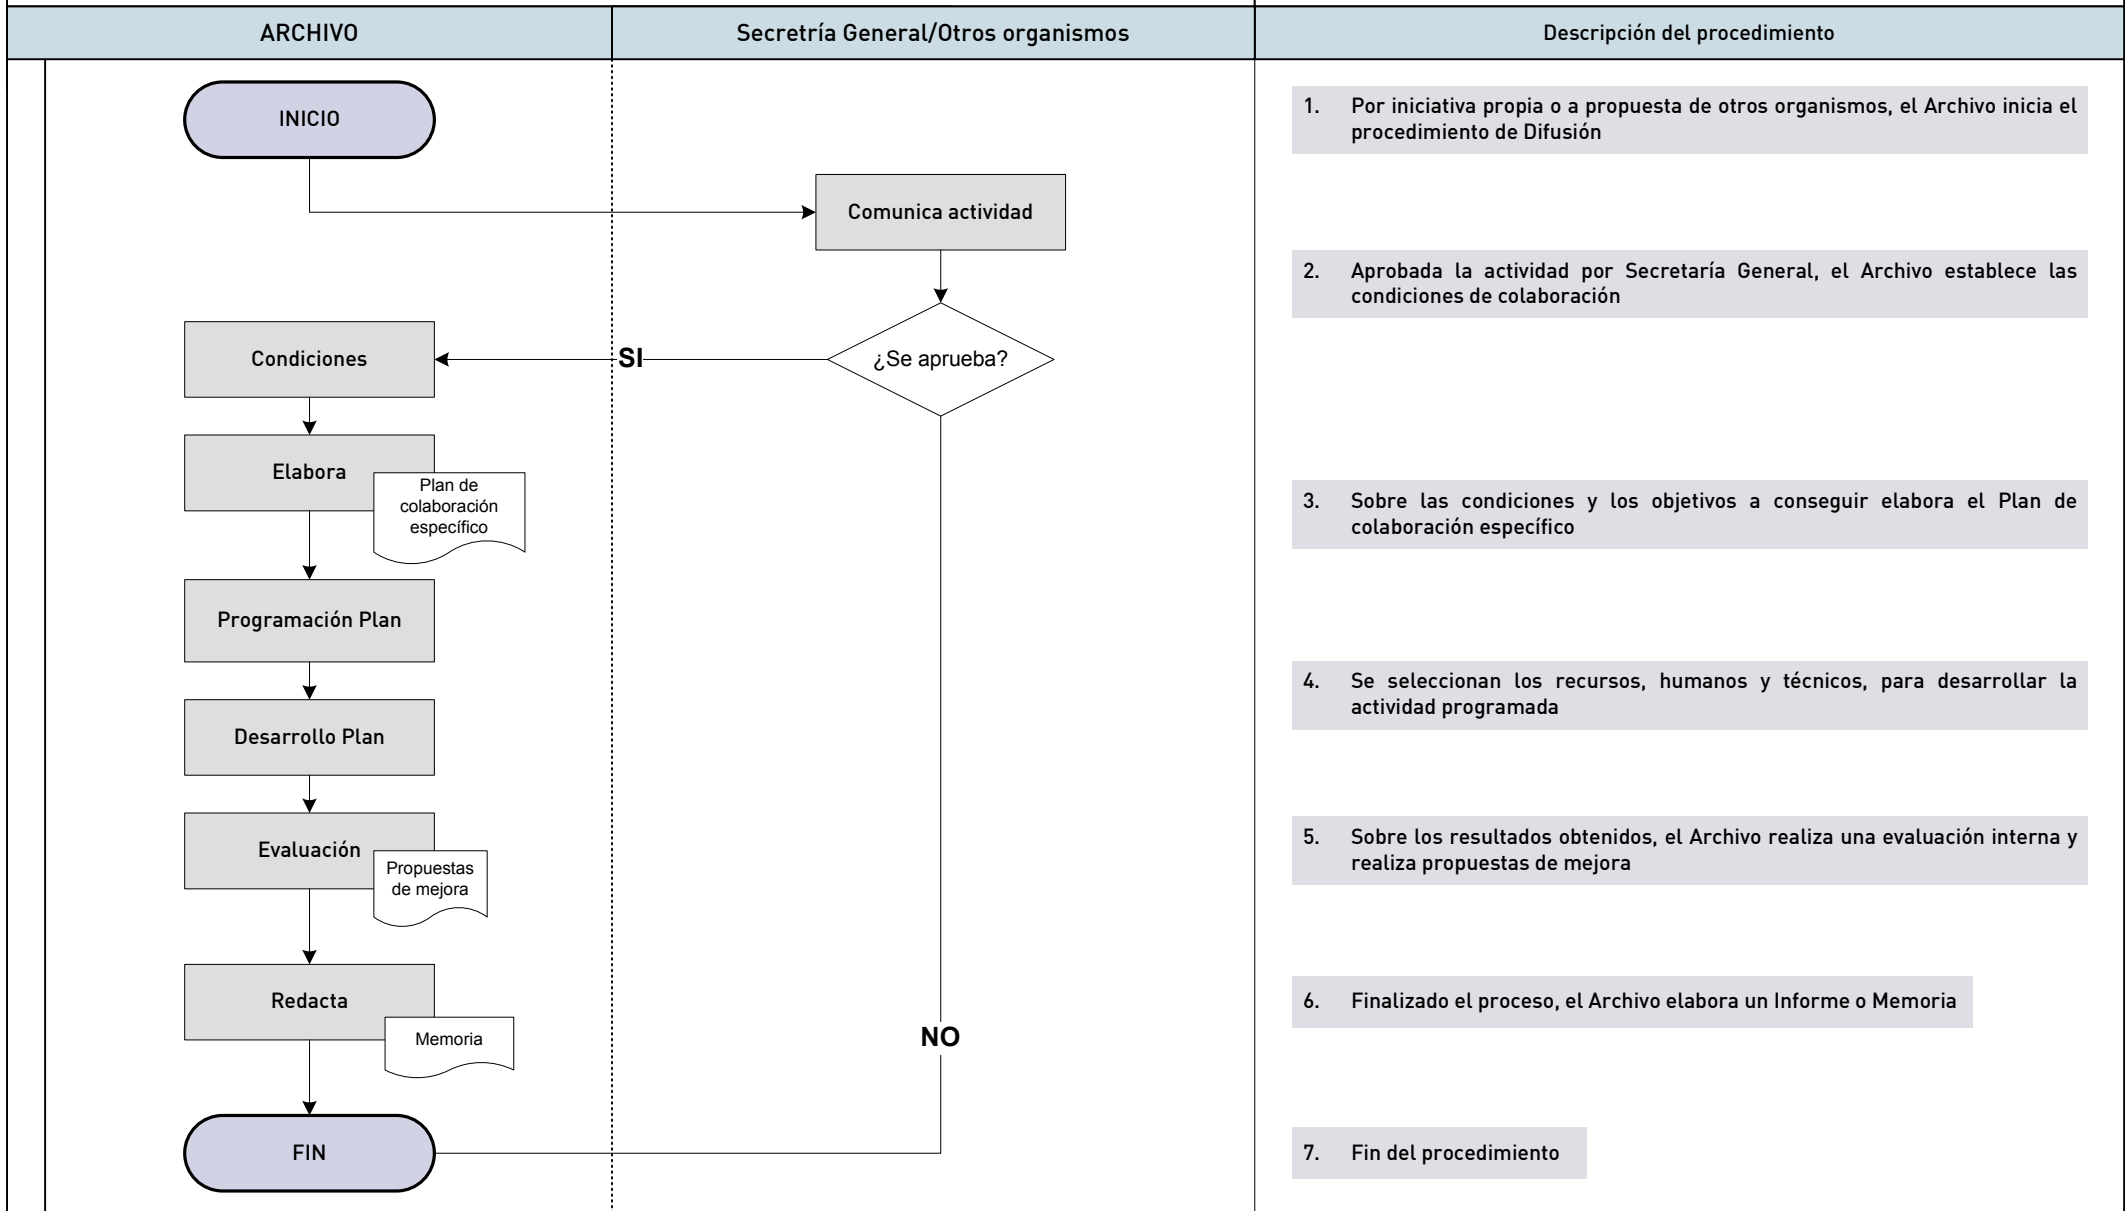 ARCHIVO
Secretría General/Otros organismos
Descripción del procedimiento
INICIO
Comunica actividad
¿Se aprueba?
SI
NO
Condiciones
Elabora
Plan de
colaboración
específico
Programación Plan
Desarrollo Plan
Evaluación
Propuestas
de mejora
Redacta
Memoria
FIN
1. Por iniciativa propia o a propuesta de otros organismos, el Archivo inicia el
procedimiento de Difusión
2. Aprobada la actividad por Secretaría General, el Archivo establece las
condiciones de colaboración
3. Sobre las condiciones y los objetivos a conseguir elabora el Plan de
colaboración específico
4. Se seleccionan los recursos, humanos y técnicos, para desarrollar la
actividad programada
5. Sobre los resultados obtenidos, el Archivo realiza una evaluación interna y
realiza propuestas de mejora
6. Finalizado el proceso, el Archivo elabora un Informe o Memoria
7. Fin del procedimiento